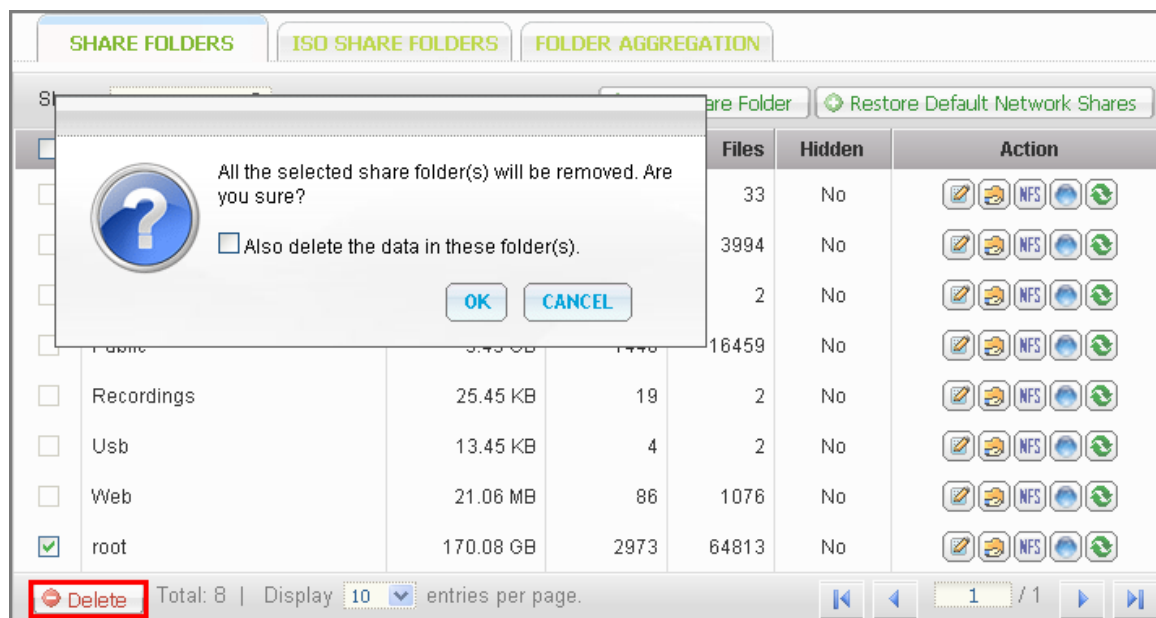 SHARE FOLDERS ISO SHARE FOLDERS FOLDER AGGREGATION
Folder Restore Default Network Shares
Files Hidden Action
All the selected share folder(s) will be removed. Are
you sure?
Also delete the data in these folder(s).
OK CANCEL
33 No NFS
3994 No NFS
2 No NFS
16459 No NFS
Recordings 25.45 KB 19 2 No NFS
Usb 13.45 KB 4 2 No NFS
Web 21.06 MB 86 1076 No NFS
root 170.08 GB 2973 64813 No NFS
Delete Total: 8 | Display 10 entries per page. 1 / 1